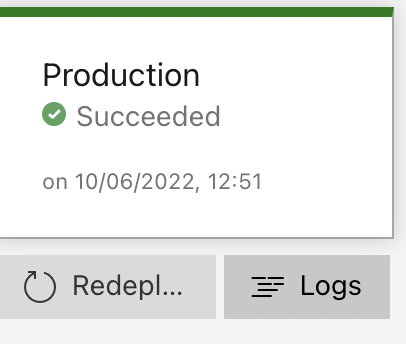 Production
Succeeded
on 10/06/2022, 12:51
Redepl...
Logs